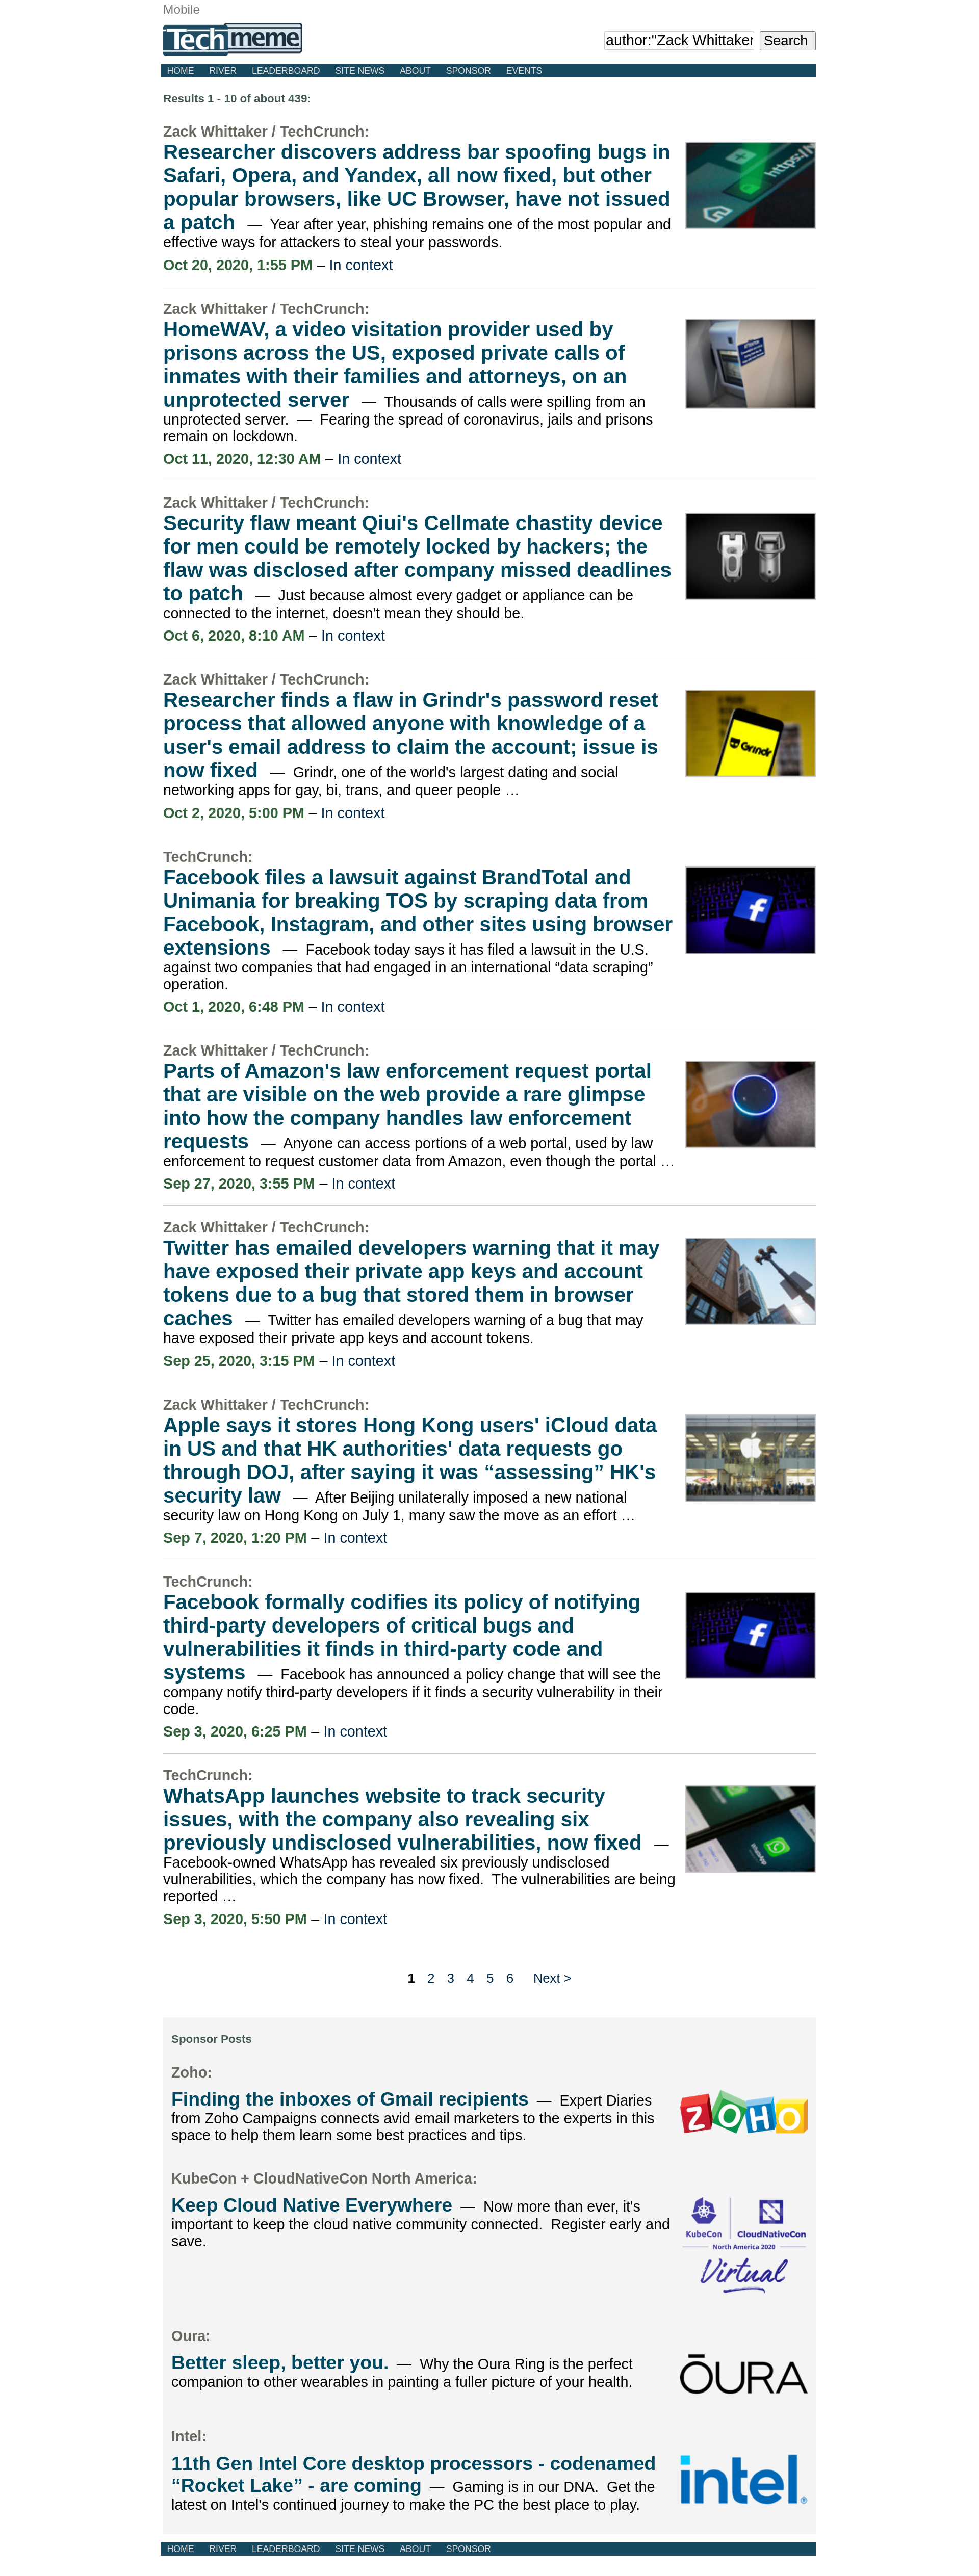 Mobile
Techmeme
author:"Zack Whittaker
Search
HOME RIVER LEADERBOARD SITE NEWS ABOUT SPONSOR EVENTS
Results 1 - 10 of about 439:
Zack Whittaker / TechCrunch:
Researcher discovers address bar spoofing bugs in
Safari, Opera, and Yandex, all now fixed, but other
popular browsers, like UC Browser, have not issued
a patch — Year after year, phishing remains one of the most popular and
effective ways for attackers to steal your passwords.
Oct 20, 2020, 1:55 PM – In context
Zack Whittaker / TechCrunch:
HomeWAV, a video visitation provider used by
prisons across the US, exposed private calls of
inmates with their families and attorneys, on an
unprotected server — Thousands of calls were spilling from an
unprotected server. — Fearing the spread of coronavirus, jails and prisons
remain on lockdown.
Oct 11, 2020, 12:30 AM – In context
Zack Whittaker / TechCrunch:
Security flaw meant Qiui's Cellmate chastity device
for men could be remotely locked by hackers; the
flaw was disclosed after company missed deadlines
to patch — Just because almost every gadget or appliance can be
connected to the internet, doesn't mean they should be.
Oct 6, 2020, 8:10 AM – In context
Zack Whittaker / TechCrunch:
Researcher finds a flaw in Grindr's password reset
process that allowed anyone with knowledge of a
user's email address to claim the account; issue is
now fixed — Grindr, one of the world's largest dating and social
networking apps for gay, bi, trans, and queer people …
Grindr
Oct 2, 2020, 5:00 PM – In context
TechCrunch:
Facebook files a lawsuit against BrandTotal and
Unimania for breaking TOS by scraping data from
Facebook, Instagram, and other sites using browser
extensions — Facebook today says it has filed a lawsuit in the U.S.
against two companies that had engaged in an international “data scraping”
operation.
Oct 1, 2020, 6:48 PM – In context
Zack Whittaker / TechCrunch:
Parts of Amazon's law enforcement request portal
that are visible on the web provide a rare glimpse
into how the company handles law enforcement
requests — Anyone can access portions of a web portal, used by law
enforcement to request customer data from Amazon, even though the portal …
Sep 27, 2020, 3:55 PM – In context
Zack Whittaker / TechCrunch:
Twitter has emailed developers warning that it may
have exposed their private app keys and account
tokens due to a bug that stored them in browser
caches — Twitter has emailed developers warning of a bug that may
have exposed their private app keys and account tokens.
Sep 25, 2020, 3:15 PM – In context
Zack Whittaker / TechCrunch:
Apple says it stores Hong Kong users' iCloud data
in US and that HK authorities' data requests go
through DOJ, after saying it was “assessing” HK's
security law — After Beijing unilaterally imposed a new national
security law on Hong Kong on July 1, many saw the move as an effort …
Sep 7, 2020, 1:20 PM – In context
TechCrunch:
Facebook formally codifies its policy of notifying
third-party developers of critical bugs and
vulnerabilities it finds in third-party code and
systems — Facebook has announced a policy change that will see the
company notify third-party developers if it finds a security vulnerability in their
code.
Sep 3, 2020, 6:25 PM – In context
TechCrunch:
WhatsApp launches website to track security
issues, with the company also revealing six
previously undisclosed vulnerabilities, now fixed —
Facebook-owned WhatsApp has revealed six previously undisclosed
vulnerabilities, which the company has now fixed. The vulnerabilities are being
reported …
Sep 3, 2020, 5:50 PM – In context
1 2 3 4 5 6 Next >
Sponsor Posts
Zoho:
Finding the inboxes of Gmail recipients — Expert Diaries
from Zoho Campaigns connects avid email marketers to the experts in this
space to help them learn some best practices and tips.
ZOHO
KubeCon + CloudNativeCon North America:
Keep Cloud Native Everywhere — Now more than ever, it's
important to keep the cloud native community connected. Register early and
save.
KubeCon CloudNativeCon
North America 2020
Virtual
Oura:
Better sleep, better you. — Why the Oura Ring is the perfect
companion to other wearables in painting a fuller picture of your health.
ŌURA
Intel:
11th Gen Intel Core desktop processors - codenamed
“Rocket Lake” - are coming — Gaming is in our DNA. Get the
latest on Intel's continued journey to make the PC the best place to play.
intel.
HOME RIVER LEADERBOARD SITE NEWS ABOUT SPONSOR